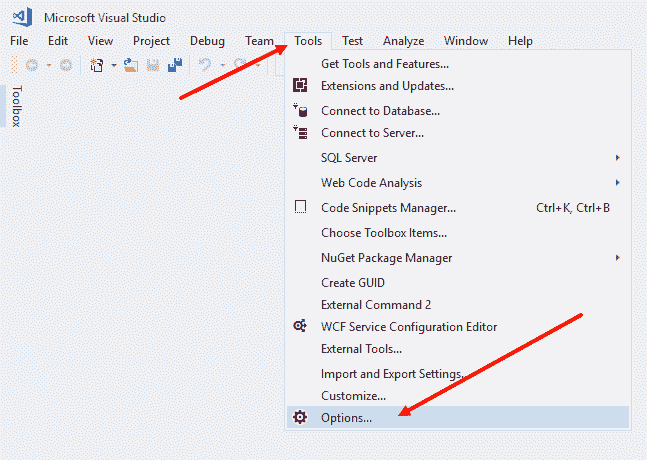 Microsoft Visual Studio
File Edit View Project Debug Team Tools Test Analyze Window Help
Toolbox
Get Tools and Features...
Extensions and Updates...
Connect to Database...
Connect to Server...
SQL Server
Web Code Analysis
Code Snippets Manager... Ctrl+K, Ctrl+B
Choose Toolbox Items...
NuGet Package Manager
Create GUID
External Command 2
WCF Service Configuration Editor
External Tools...
Import and Export Settings...
Customize...
Options...